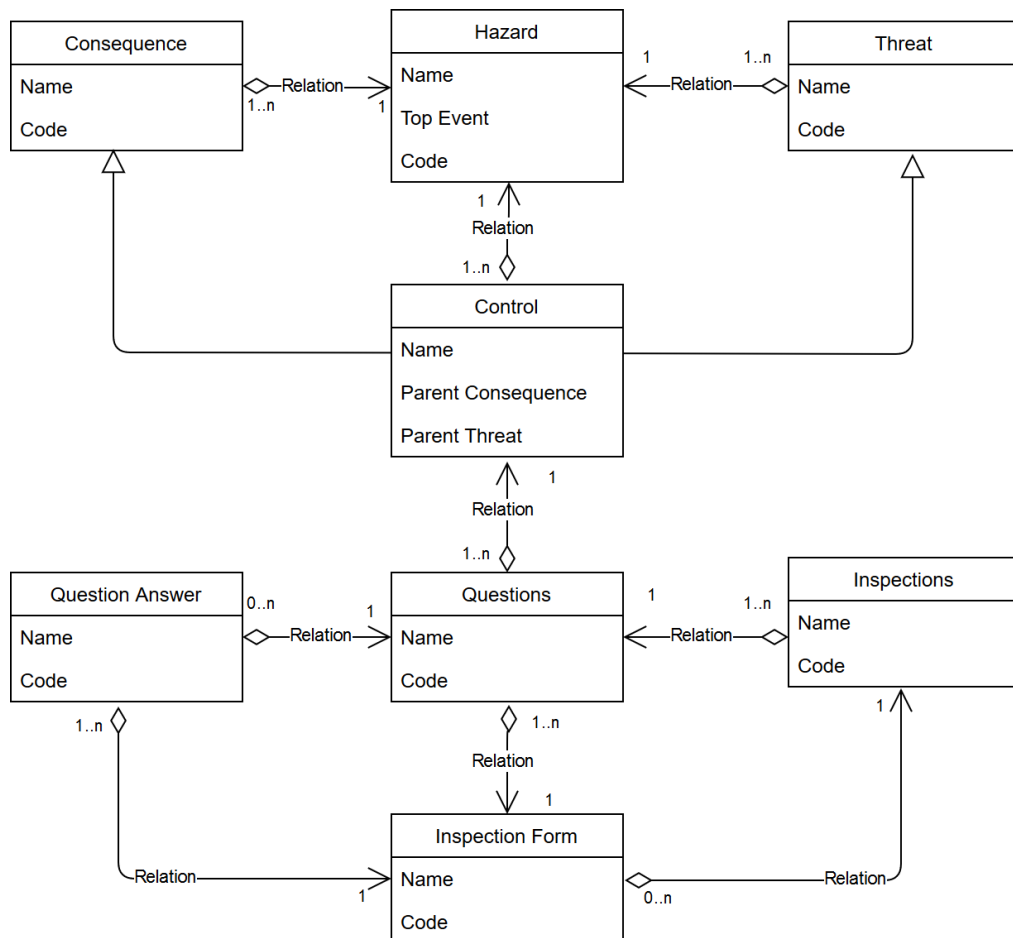 Consequence
Name
Code
Hazard
Name
Top Event
Code
Threat
Name
Code
Relation
1..n
1
1
1..n
Relation
1
Relation
1..n
Control
Name
Parent Consequence
Parent Threat
1
Relation
1..n
Question Answer
Name
Code
0..n
1
Relation
Questions
Name
Code
1
1..n
Relation
Inspections
Name
Code
1..n
1..n
Relation
1
1
Inspection Form
Name
Code
Relation
1
Relation
0..n